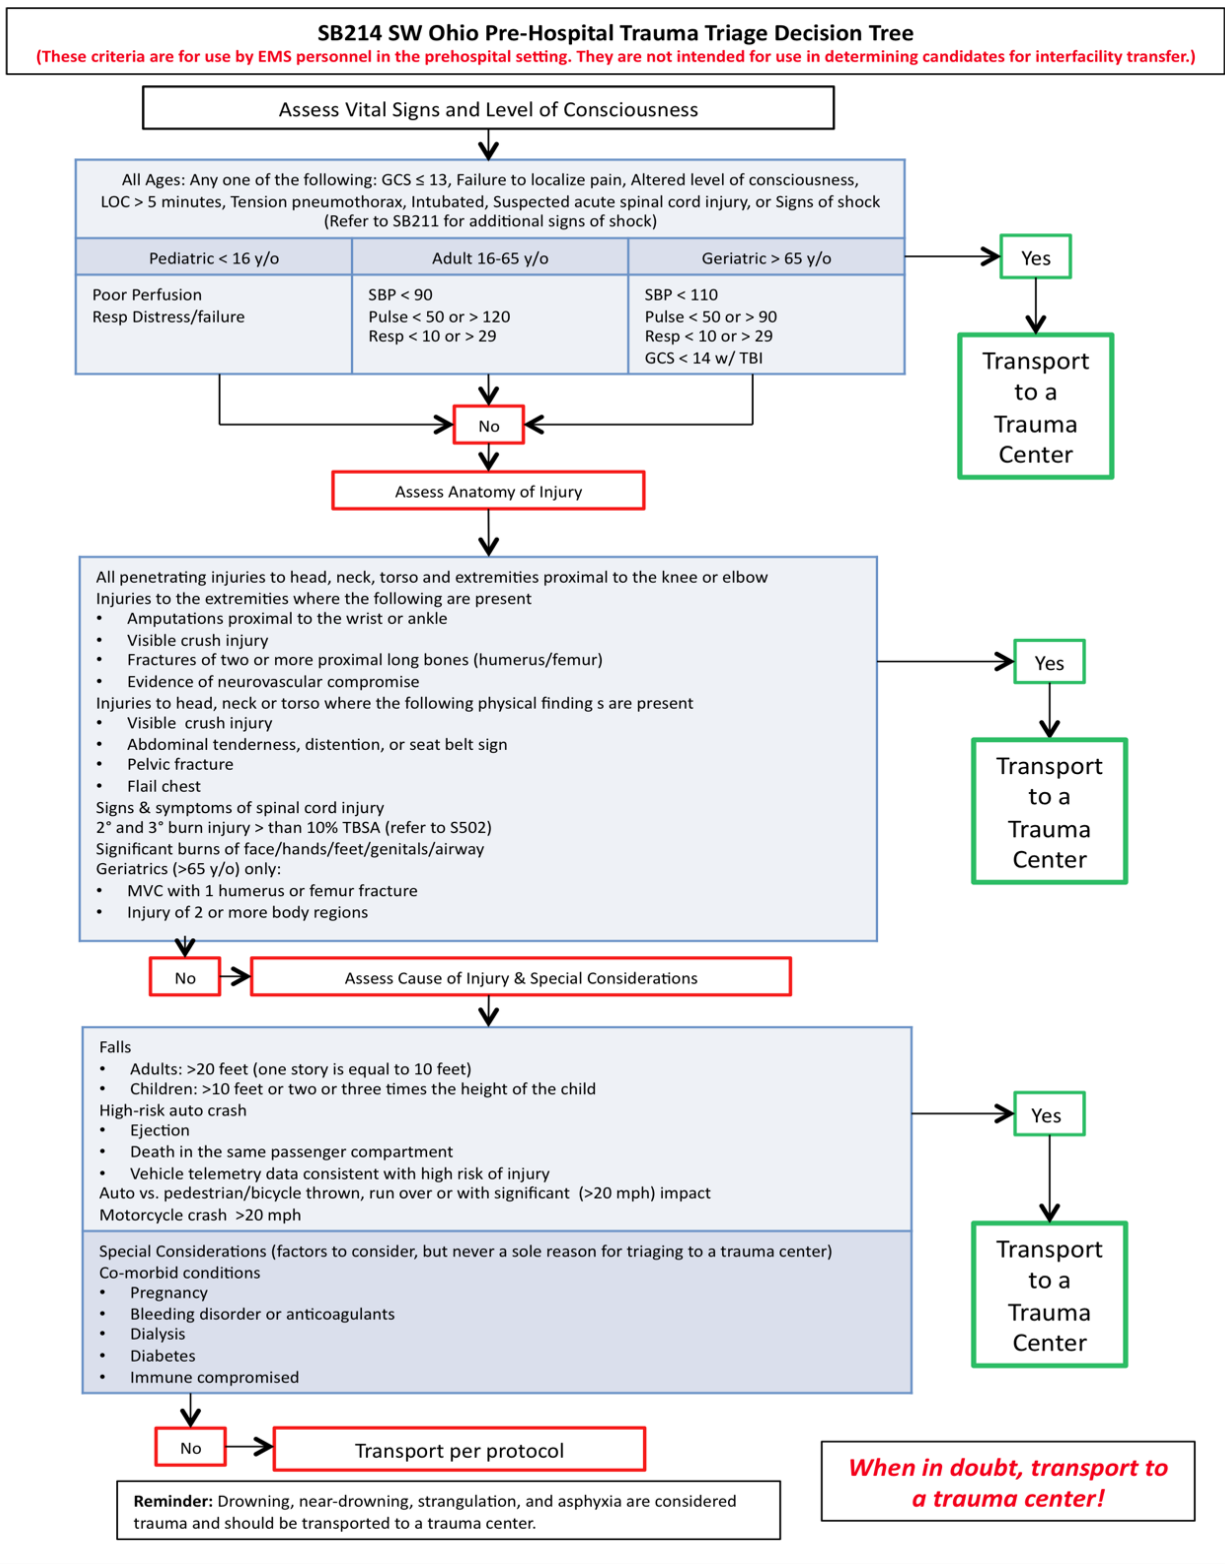 SB214 SW Ohio Pre-Hospital Trauma Triage Decision Tree
(These criteria are for use by EMS personnel in the prehospital setting. They are not intended for use in determining candidates for interfacility transfer.)
Assess Vital Signs and Level of Consciousness
All Ages: Any one of the following: GCS ≤ 13, Failure to localize pain, Altered level of consciousness,
LOC > 5 minutes, Tension pneumothorax, Intubated, Suspected acute spinal cord injury, or Signs of shock
(Refer to SB211 for additional signs of shock)
Pediatric < 16 y/o
Adult 16-65 y/o
Geriatric > 65 y/o
Poor Perfusion
Resp Distress/failure
SBP < 90
Pulse < 50 or > 120
Resp < 10 or > 29
SBP < 110
Pulse < 50 or > 90
Resp < 10 or > 29
GCS < 14 w/ TBI
Yes
Transport
to a
Trauma
Center
No
Assess Anatomy of Injury
All penetrating injuries to head, neck, torso and extremities proximal to the knee or elbow
Injuries to the extremities where the following are present
• Amputations proximal to the wrist or ankle
• Visible crush injury
• Fractures of two or more proximal long bones (humerus/femur)
• Evidence of neurovascular compromise
Injuries to head, neck or torso where the following physical finding s are present
• Visible crush injury
• Abdominal tenderness, distention, or seat belt sign
• Pelvic fracture
• Flail chest
Signs & symptoms of spinal cord injury
2° and 3° burn injury > than 10% TBSA (refer to S502)
Significant burns of face/hands/feet/genitals/airway
Geriatrics (>65 y/o) only:
• MVC with 1 humerus or femur fracture
• Injury of 2 or more body regions
Yes
Transport
to a
Trauma
Center
No
Assess Cause of Injury & Special Considerations
Falls
• Adults: >20 feet (one story is equal to 10 feet)
• Children: >10 feet or two or three times the height of the child
High-risk auto crash
• Ejection
• Death in the same passenger compartment
• Vehicle telemetry data consistent with high risk of injury
Auto vs. pedestrian/bicycle thrown, run over or with significant (>20 mph) impact
Motorcycle crash >20 mph
Special Considerations (factors to consider, but never a sole reason for triaging to a trauma center)
Co-morbid conditions
• Pregnancy
• Bleeding disorder or anticoagulants
• Dialysis
• Diabetes
• Immune compromised
Yes
Transport
to a
Trauma
Center
No
Transport per protocol
Reminder: Drowning, near-drowning, strangulation, and asphyxia are considered
trauma and should be transported to a trauma center.
When in doubt, transport to
a trauma center!